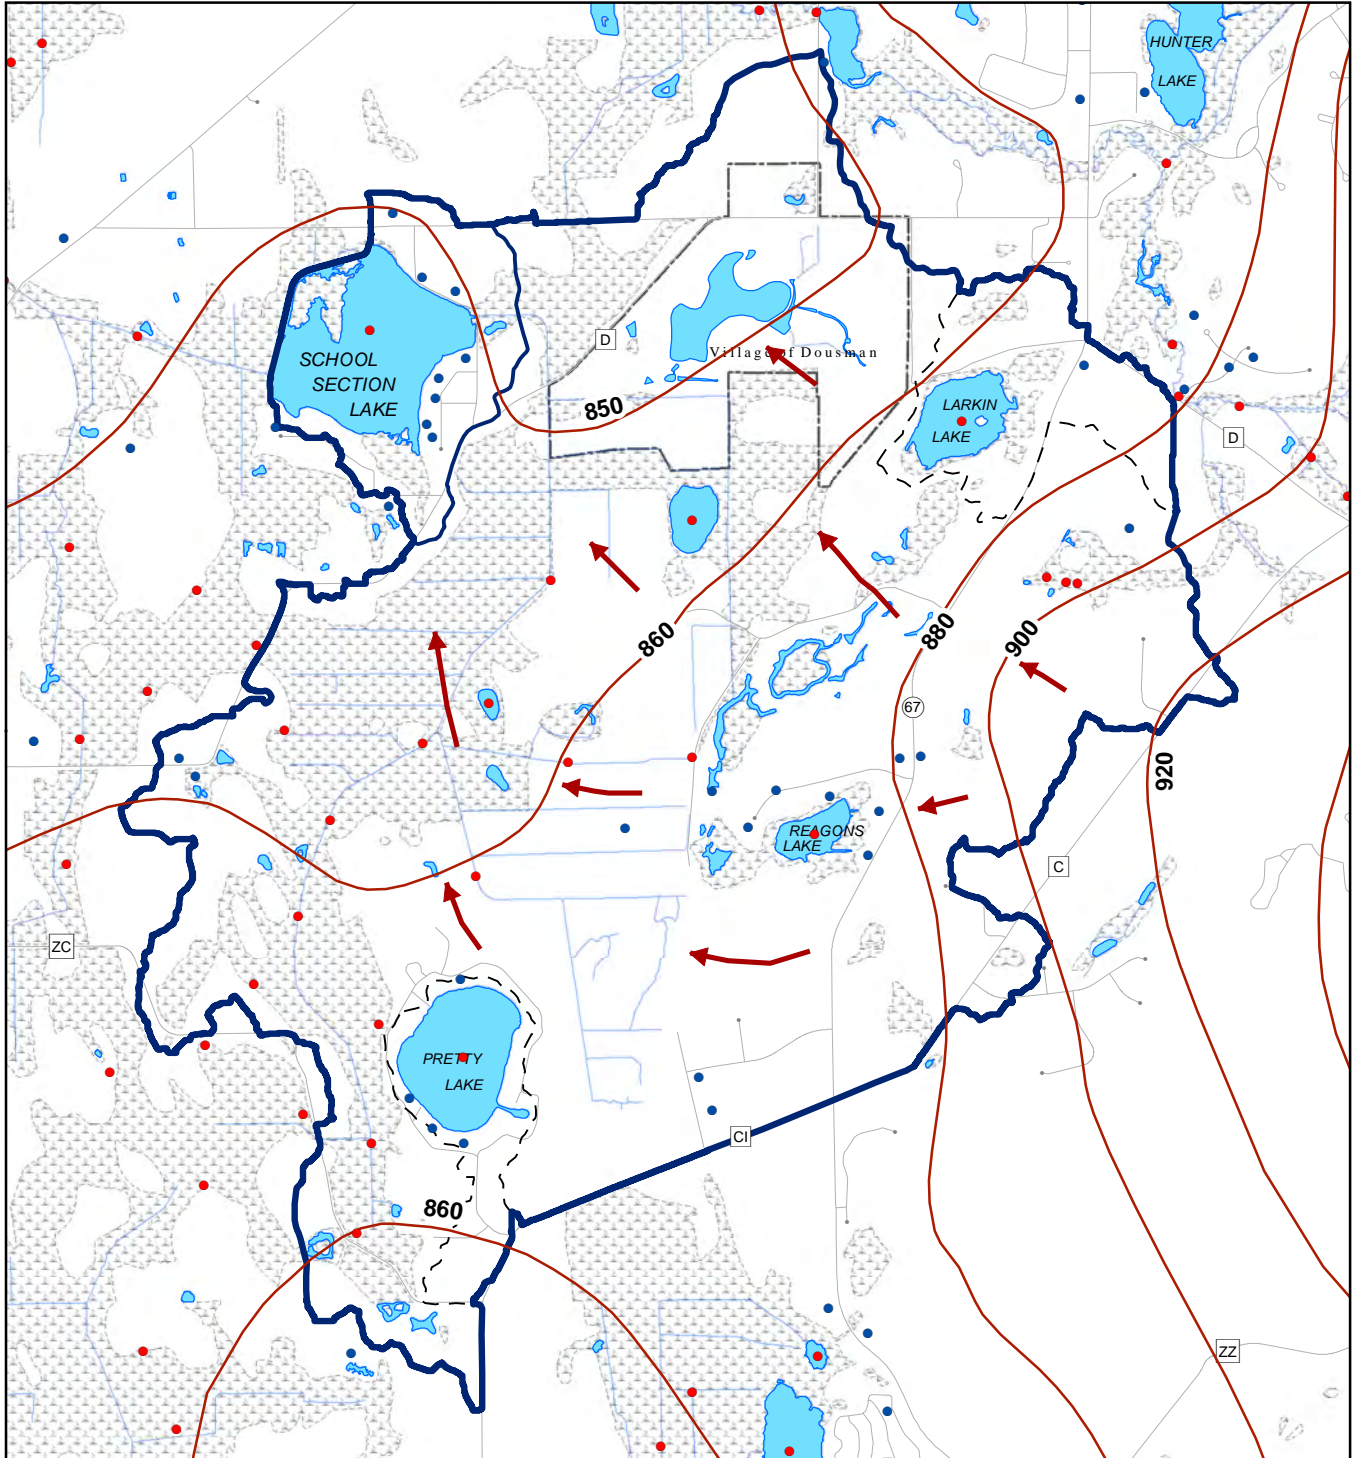 HUNTER
LAKE
D
SCHOOL
SECTION
LAKE
Village of Dousman
850
LARKIN
LAKE
D
860
880
900
67
920
REAGONS
LAKE
C
ZC
PRETTY
LAKE
CI
860
ZZ